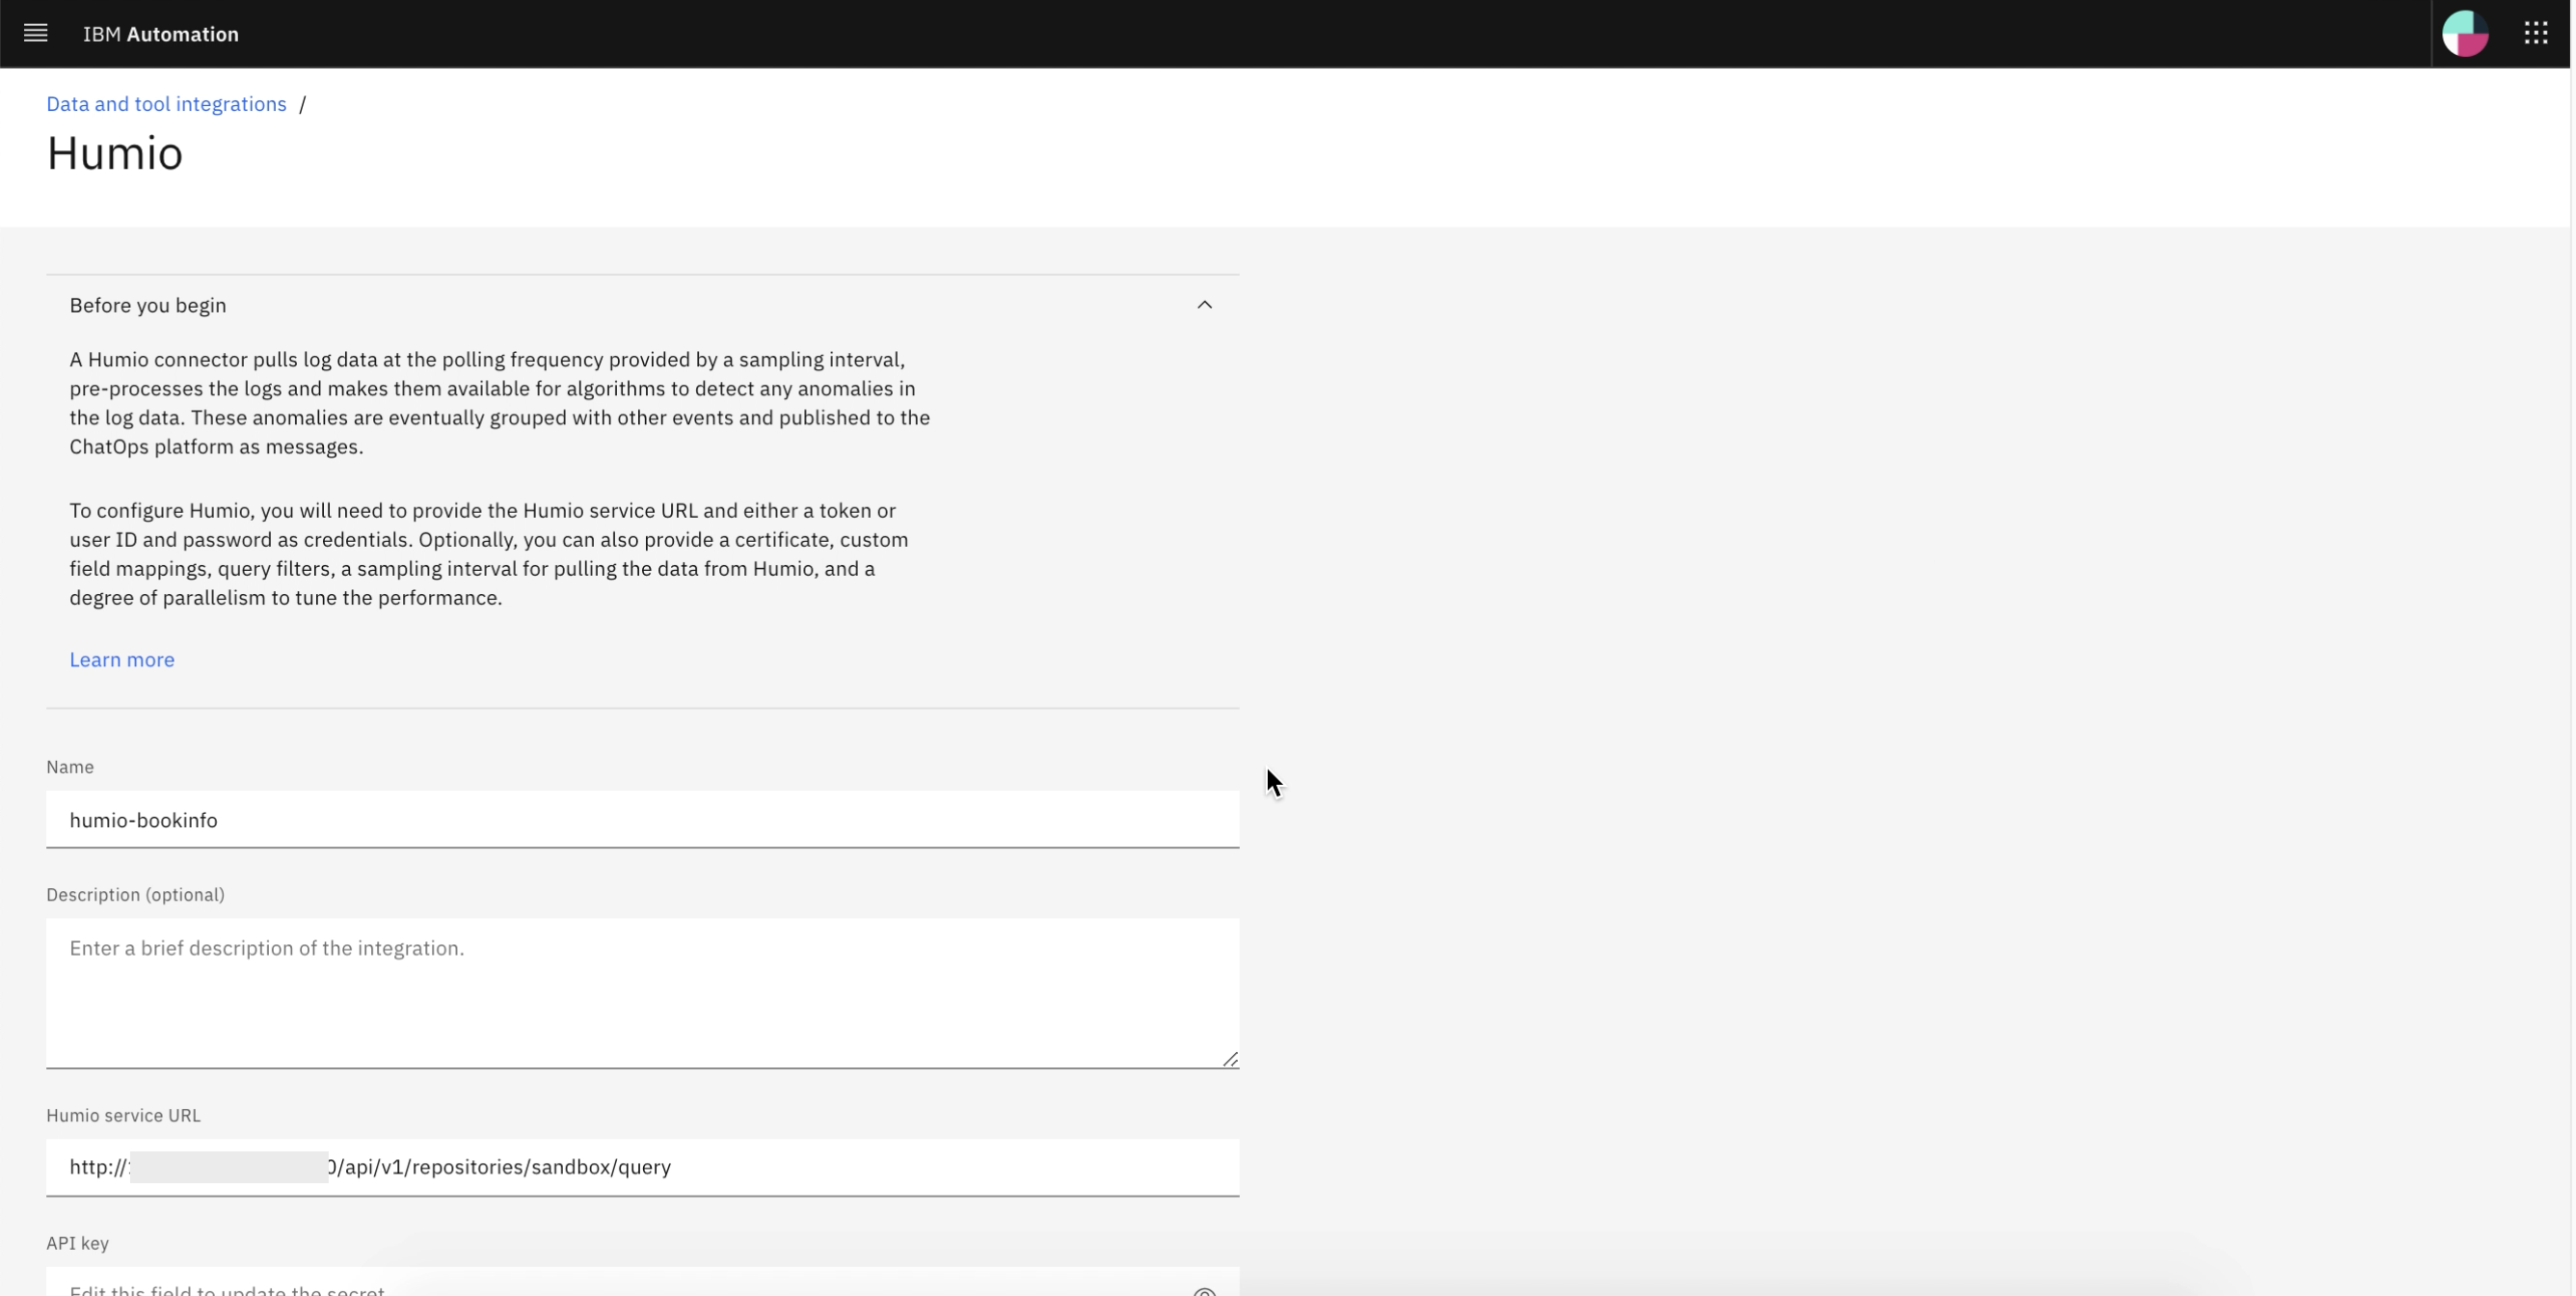 IBM Automation
Data and tool integrations /
Humio
Before you begin
A Humio connector pulls log data at the polling frequency provided by a sampling interval,
pre-processes the logs and makes them available for algorithms to detect any anomalies in
the log data. These anomalies are eventually grouped with other events and published to the
ChatOps platform as messages.
To configure Humio, you will need to provide the Humio service URL and either a token or
user ID and password as credentials. Optionally, you can also provide a certificate, custom
field mappings, query filters, a sampling interval for pulling the data from Humio, and a
degree of parallelism to tune the performance.
Learn more
Name
humio-bookinfo
Description (optional)
Enter a brief description of the integration.
Humio service URL
http:// 0/api/v1/repositories/sandbox/query
API key
Edit this field to update the secret